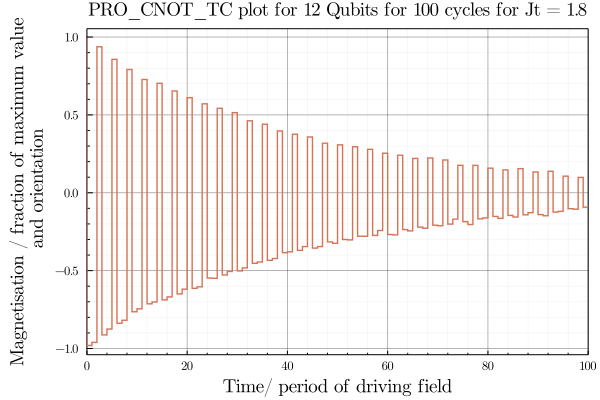 PRO_CNOT_TC plot for 12 Qubits for 100 cycles for Jt = 1.8
Magnetisation / fraction of maximum value
and orientation
1.0
0.5
0.0
−0.5
−1.0
0
20
40
60
80
100
Time/ period of driving field